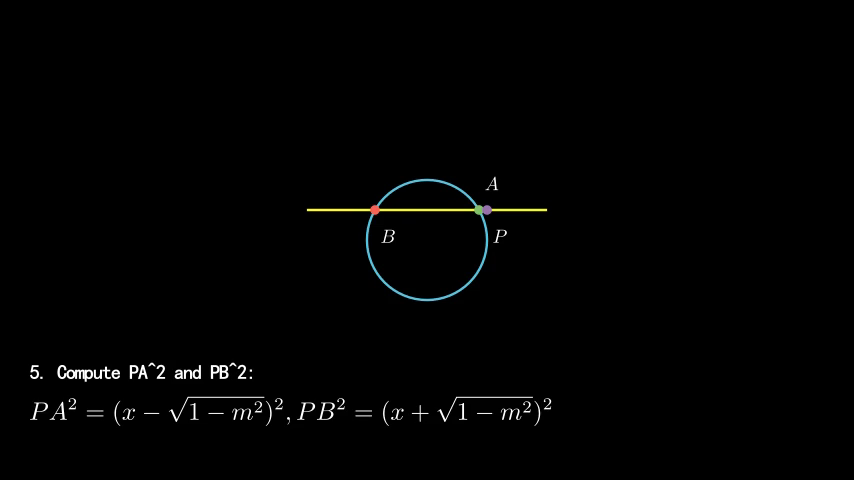 A
B
P
5. Compute PA^2 and PB^2:
$PA^2 = (x - \sqrt{1 - m^2})^2, PB^2 = (x + \sqrt{1 - m^2})^2$